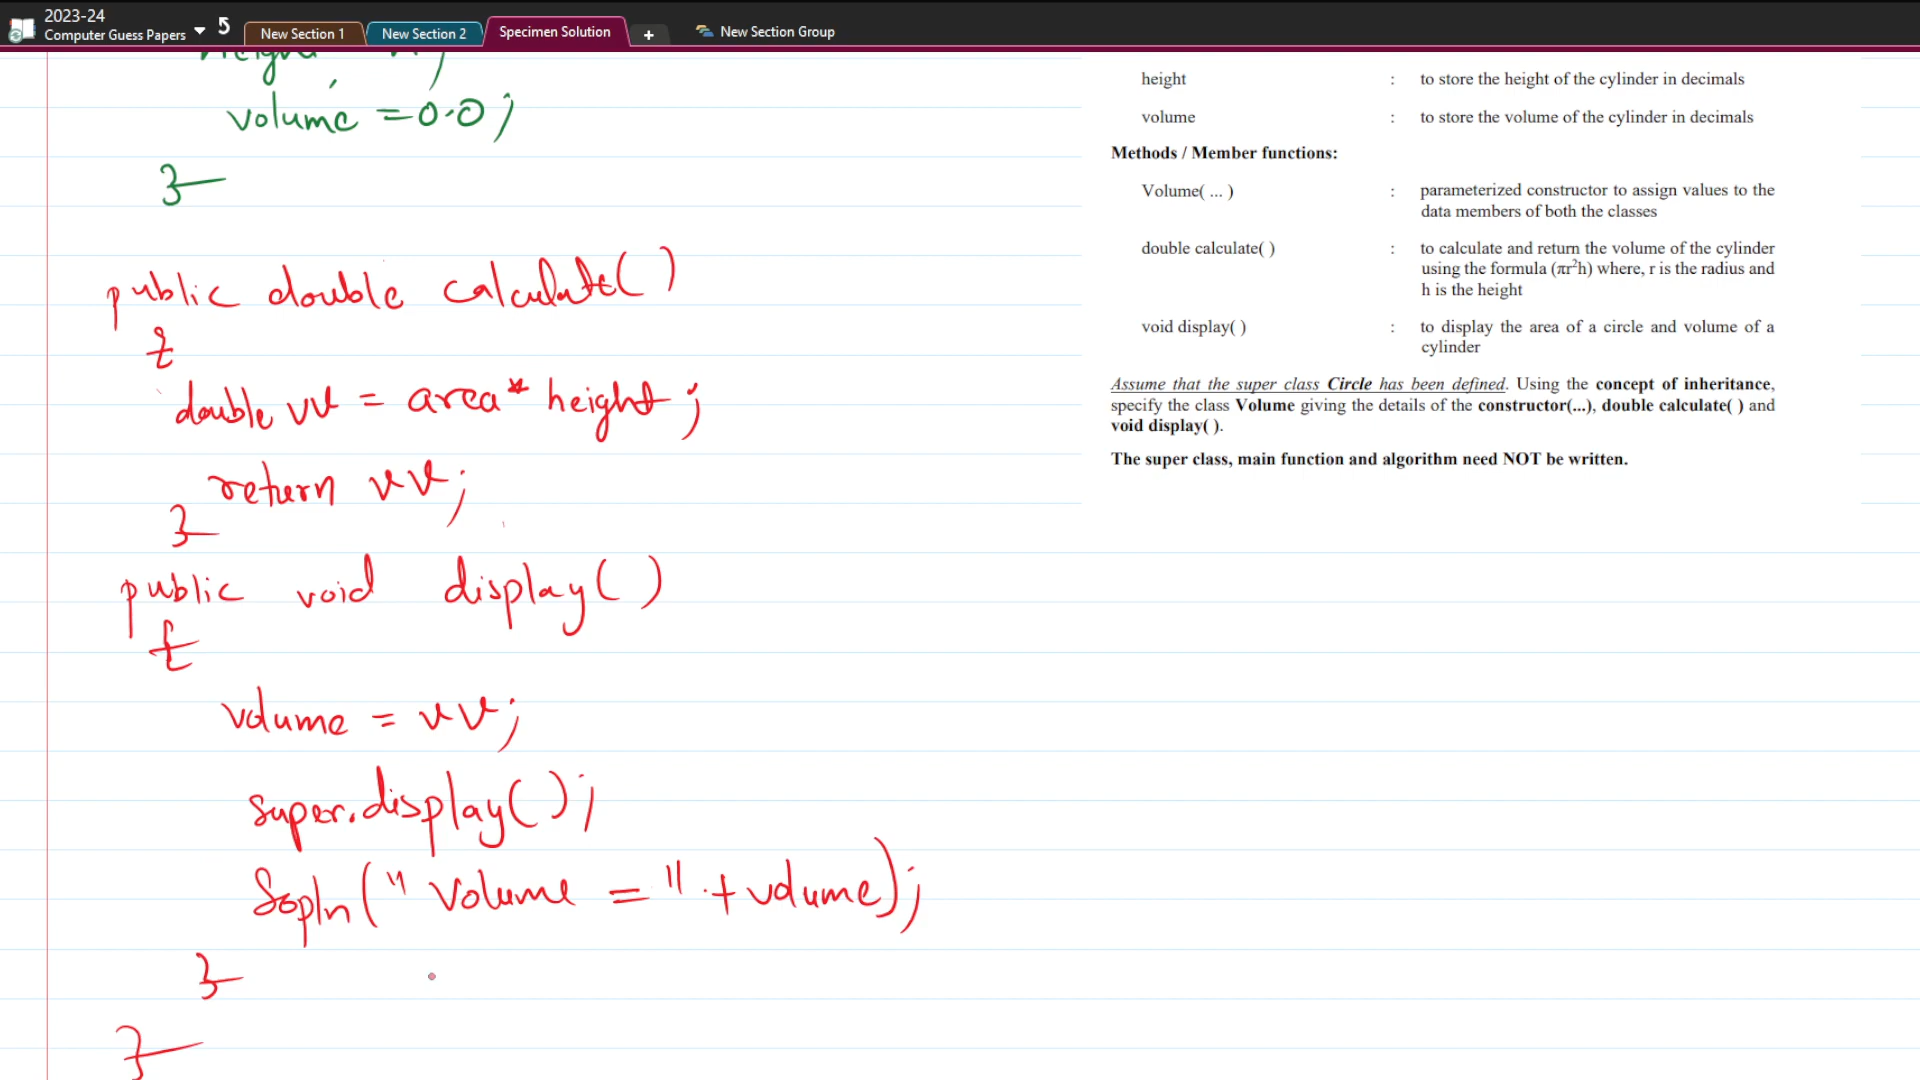 2023-24
Computer Guess Papers
New Section 1
New Section 2
Specimen Solution
+
New Section Group
volume = 0.0;
}
public double calculate( )
{
double vv = area * height;
return vv;
}
public void display( )
{
volume = vv;
super.display( );
Sopln(" Volume = " + volume);
}
}
height : to store the height of the cylinder in decimals
volume : to store the volume of the cylinder in decimals
Methods / Member functions:
Volume( ... ) : parameterized constructor to assign values to the
data members of both the classes
double calculate( ) : to calculate and return the volume of the cylinder
using the formula (πr²h) where, r is the radius and
h is the height
void display( ) : to display the area of a circle and volume of a
cylinder
Assume that the super class Circle has been defined. Using the concept of inheritance,
specify the class Volume giving the details of the constructor(...), double calculate( ) and
void display( ).
The super class, main function and algorithm need NOT be written.